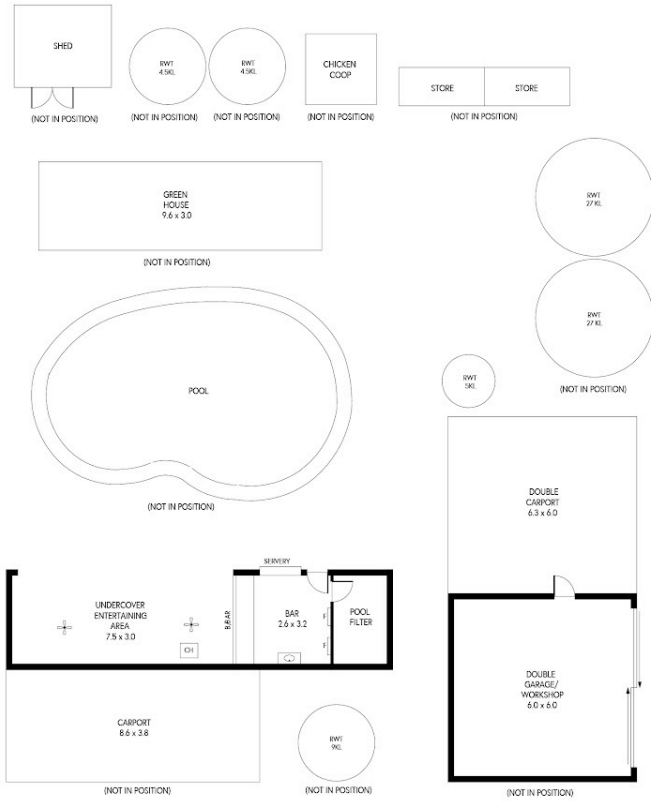 SHED
(NOT IN POSITION)
RWT
4.5KL
(NOT IN POSITION)
RWT
4.5KL
(NOT IN POSITION)
CHICKEN
COOP
(NOT IN POSITION)
STORE
STORE
(NOT IN POSITION)
GREEN
HOUSE
9.6 x 3.0
(NOT IN POSITION)
RWT
27 KL
RWT
27 KL
(NOT IN POSITION)
POOL
(NOT IN POSITION)
RWT
5KL
DOUBLE
CARPORT
6.3 x 6.0
SERVERY
UNDERCOVER
ENTERTAINING
AREA
7.5 x 3.0
CH
B.BAR
BAR
2.6 x 3.2
POOL
FILTER
DOUBLE
GARAGE/
WORKSHOP
6.0 x 6.0
(NOT IN POSITION)
CARPORT
8.6 x 3.8
(NOT IN POSITION)
RWT
9KL
(NOT IN POSITION)